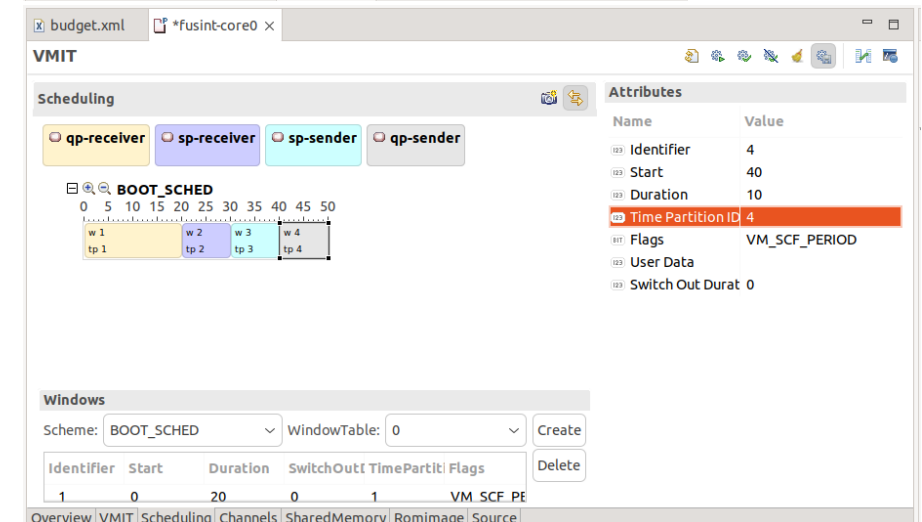 budget.xml *fusint-core0
VMIT
Scheduling
qp-receiver sp-receiver sp-sender qp-sender
BOOT_SCHED
0 5 10 15 20 25 30 35 40 45 50
w 1 w 2 w 3 w 4
tp 1 tp 2 tp 3 tp 4
Attributes
Name Value
Identifier 4
Start 40
Duration 10
Time Partition ID 4
Flags VM_SCF_PERIOD
User Data
Switch Out Durat 0
Windows
Scheme: BOOT_SCHED WindowTable: 0 Create
Identifier Start Duration SwitchOutI TimePartiti Flags Delete
1 0 20 0 1 VM_SCF_PE
Overview VMIT Scheduling Channels SharedMemory Romimage Source